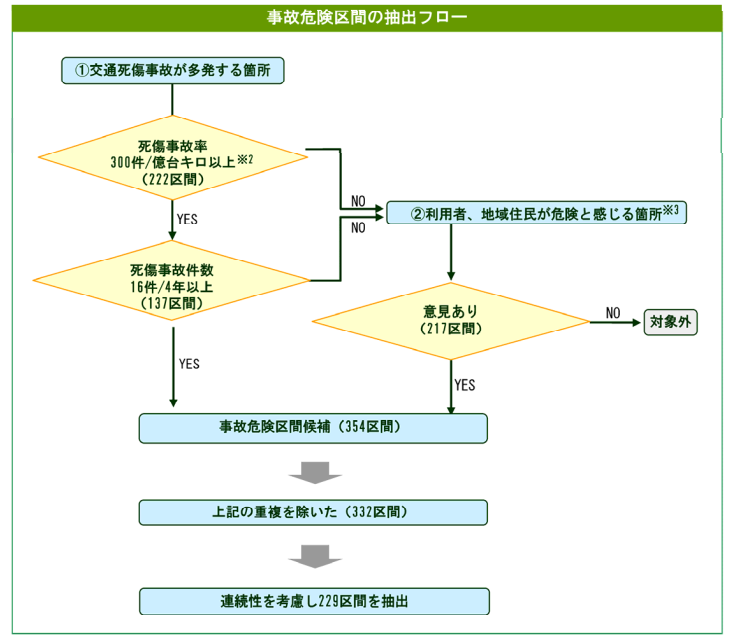 事故危険区間の抽出フロー
①交通死傷事故が多発する箇所
死傷事故率
300件/億台キロ以上※2
(222区間)
NO
YES
②利用者、地域住民が危険と感じる箇所※3
NO
死傷事故件数
16件/4年以上
(137区間)
意見あり
(217区間)
NO
対象外
YES
YES
事故危険区間候補(354区間)
上記の重複を除いた(332区間)
連続性を考慮し229区間を抽出